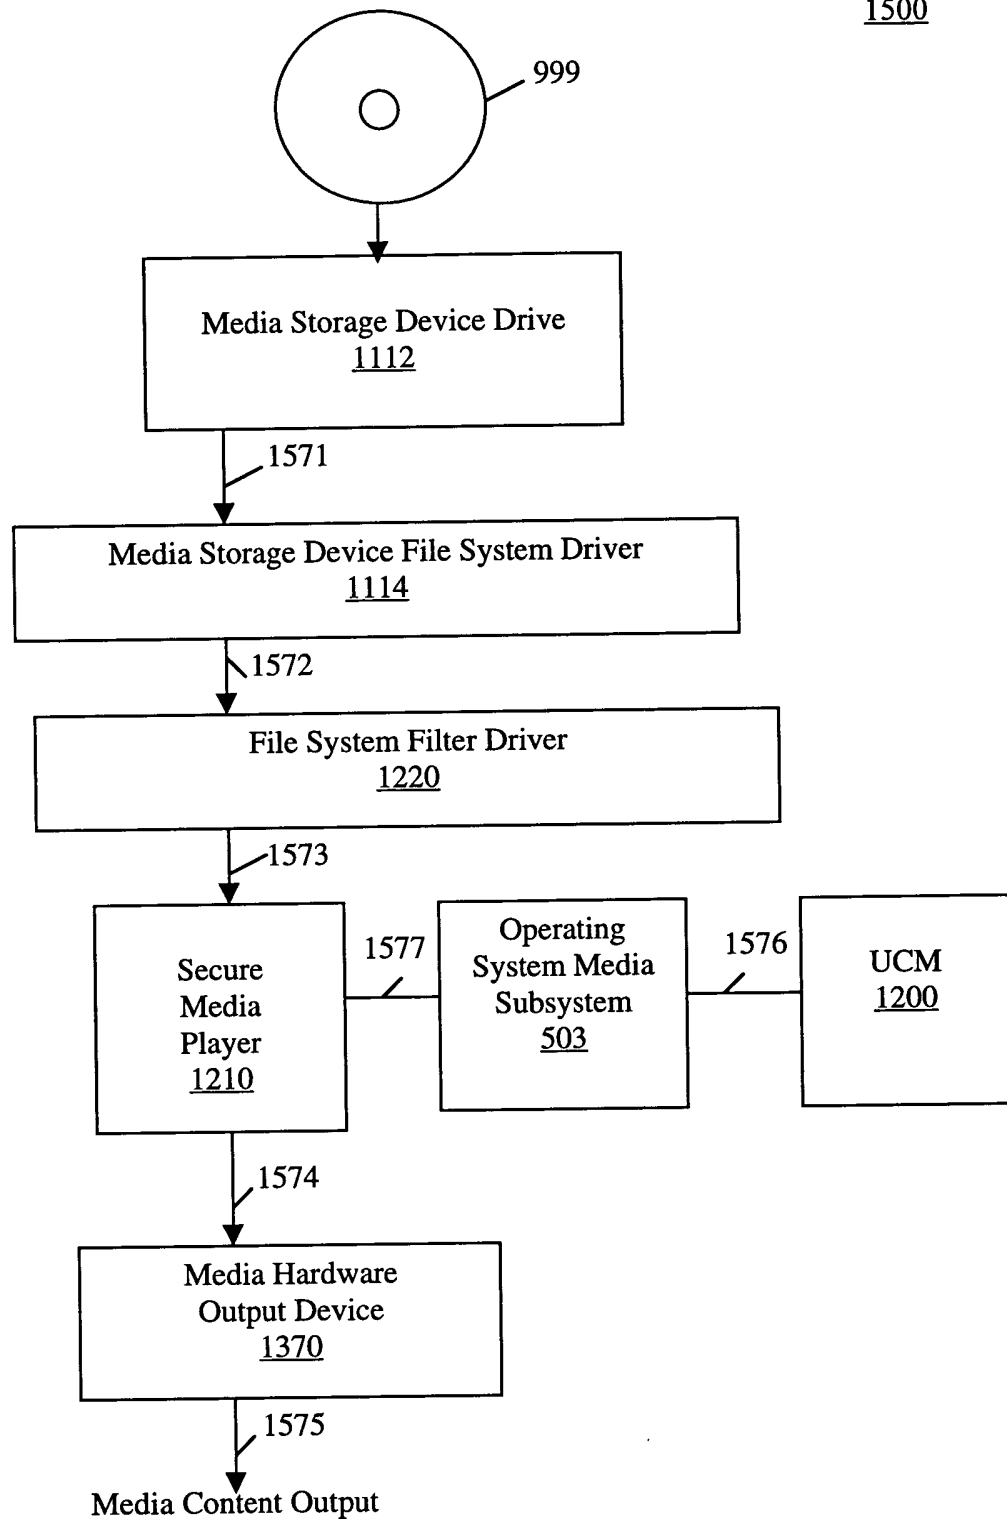 1500
999
Media Storage Device Drive
1112
1571
Media Storage Device File System Driver
1114
1572
File System Filter Driver
1220
1573
Secure
Media
Player
1210
1577
Operating
System Media
Subsystem
503
1576
UCM
1200
1574
Media Hardware
Output Device
1370
1575
Media Content Output